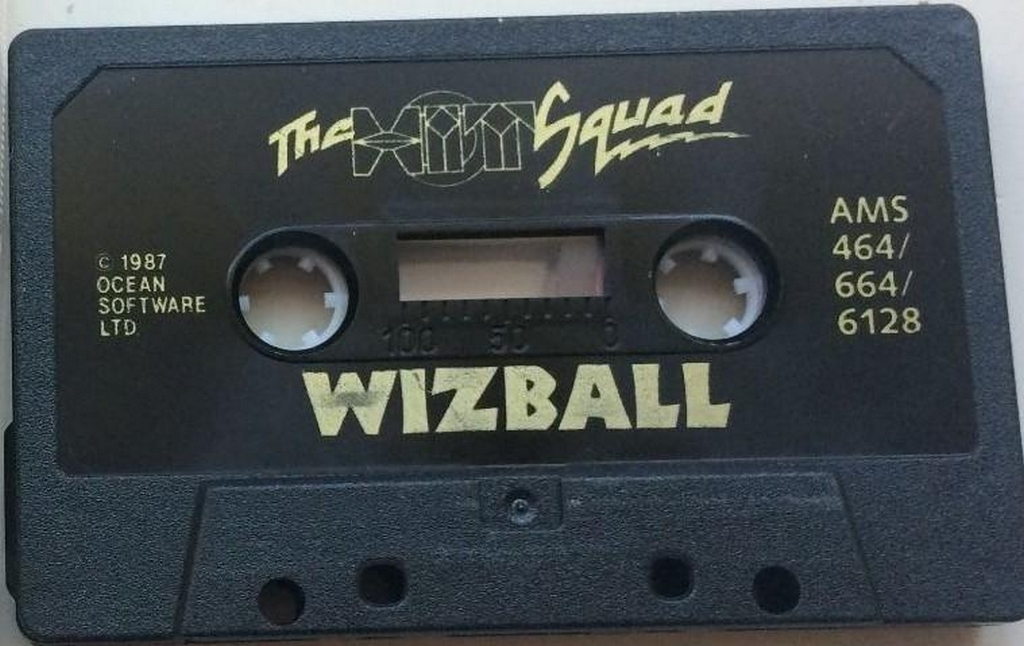 The HIT Squad
© 1987
OCEAN
SOFTWARE
LTD
AMS
464/
664/
6128
100 50 0
WIZBALL